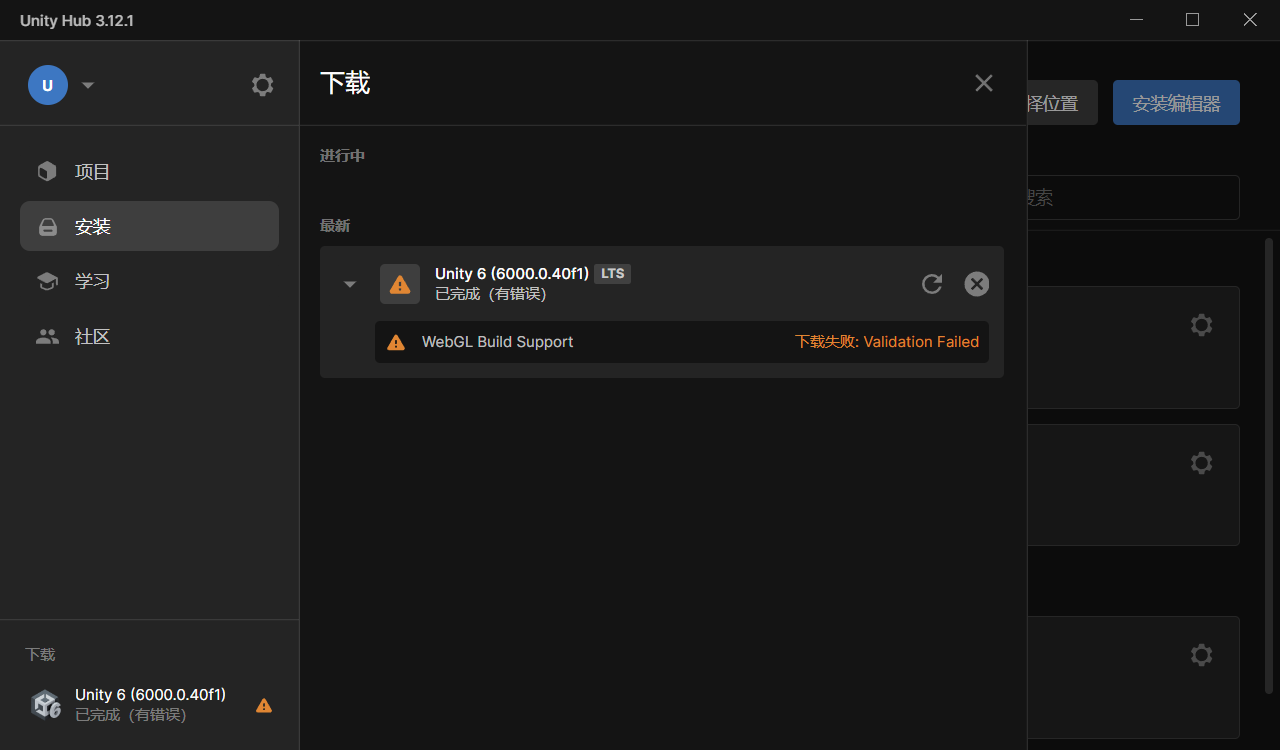 Unity Hub 3.12.1
U
下载
择位置
安装编辑器
进行中
项目
安装
搜索
最新
学习
Unity 6 (6000.0.40f1) LTS
已完成（有错误）
社区
WebGL Build Support
下载失败: Validation Failed
下载
Unity 6 (6000.0.40f1)
已完成（有错误）